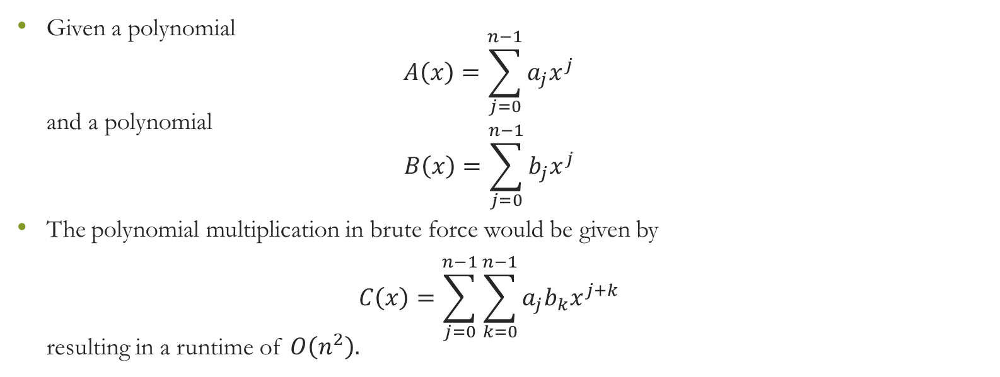 • Given a polynomial
A(x) = \sum_{j=0}^{n-1} a_j x^j
and a polynomial
B(x) = \sum_{j=0}^{n-1} b_j x^j
• The polynomial multiplication in brute force would be given by
C(x) = \sum_{j=0}^{n-1} \sum_{k=0}^{n-1} a_j b_k x^{j+k}
resulting in a runtime of O(n^2).